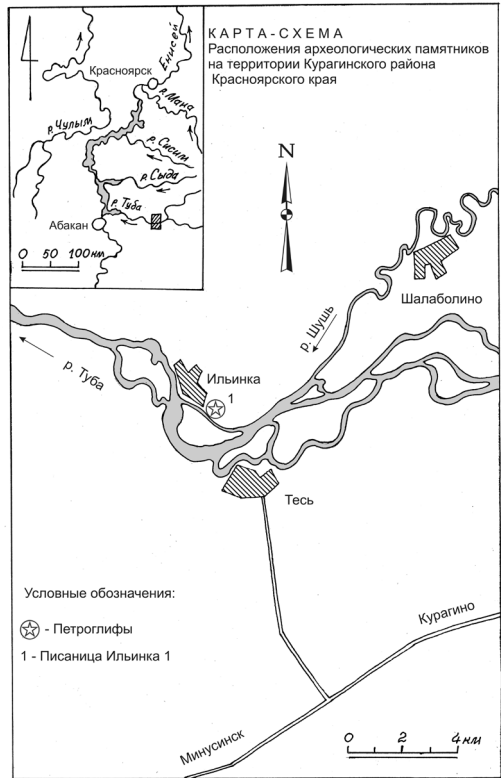 КАРТА-СХЕМА
Расположения археологических памятников
на территории Курагинского района
Красноярского края
Енисей
Красноярск
р. Мана
р. Чулым
р. Сисим
р. Сыда
р. Туба
Абакан
0 50 100км
N
Шалаболино
р. Шушь
р. Туба
Ильинка
1
Тесь
Условные обозначения:
- Петроглифы
1 - Писаница Ильинка 1
Курагино
Минусинск
0 2 4 км